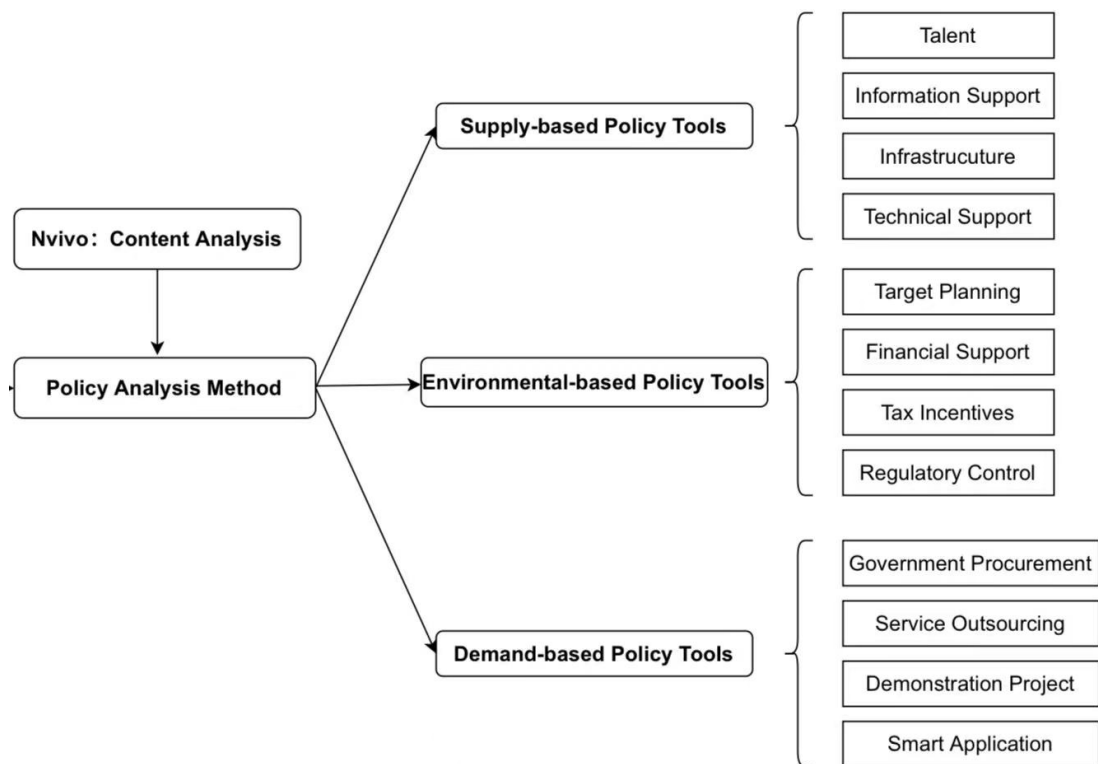 Nvivo：Content Analysis
Policy Analysis Method
Supply-based Policy Tools
Talent
Information Support
Infrastrucuture
Technical Support
Environmental-based Policy Tools
Target Planning
Financial Support
Tax Incentives
Regulatory Control
Demand-based Policy Tools
Government Procurement
Service Outsourcing
Demonstration Project
Smart Application